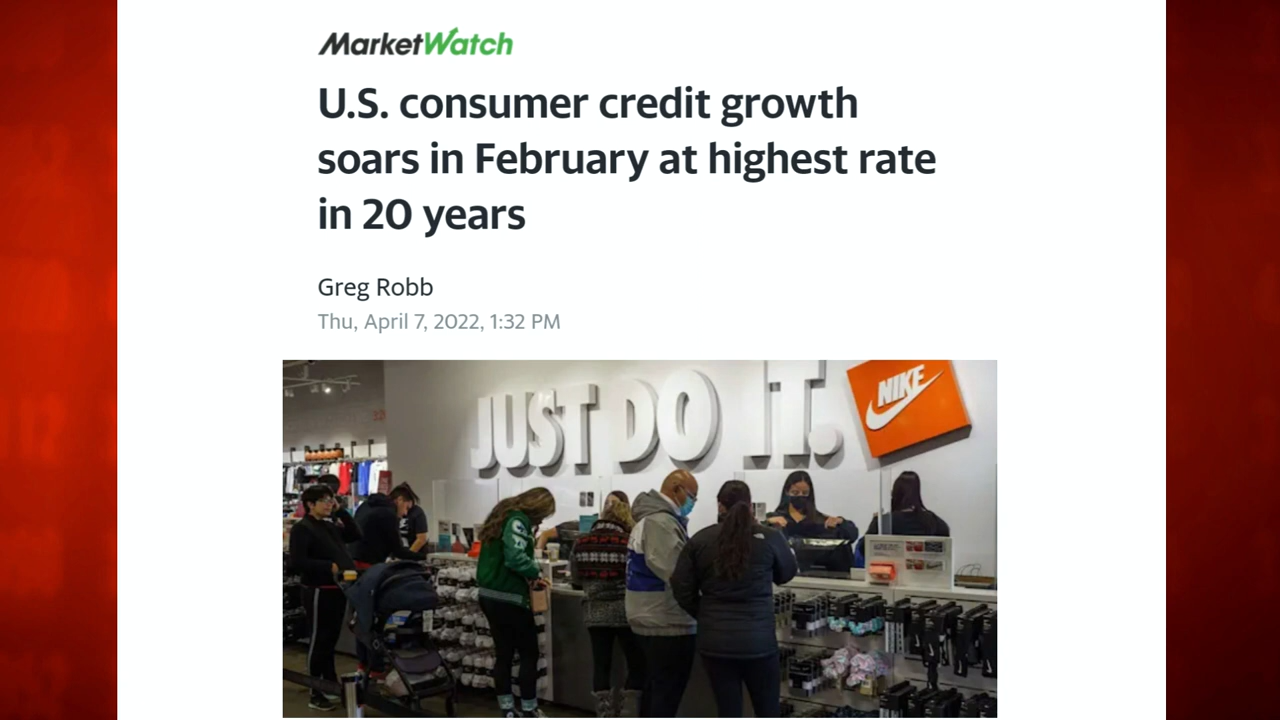 MarketWatch
U.S. consumer credit growth
soars in February at highest rate
in 20 years
Greg Robb
Thu, April 7, 2022, 1:32 PM
JUST DO IT.
NIKE